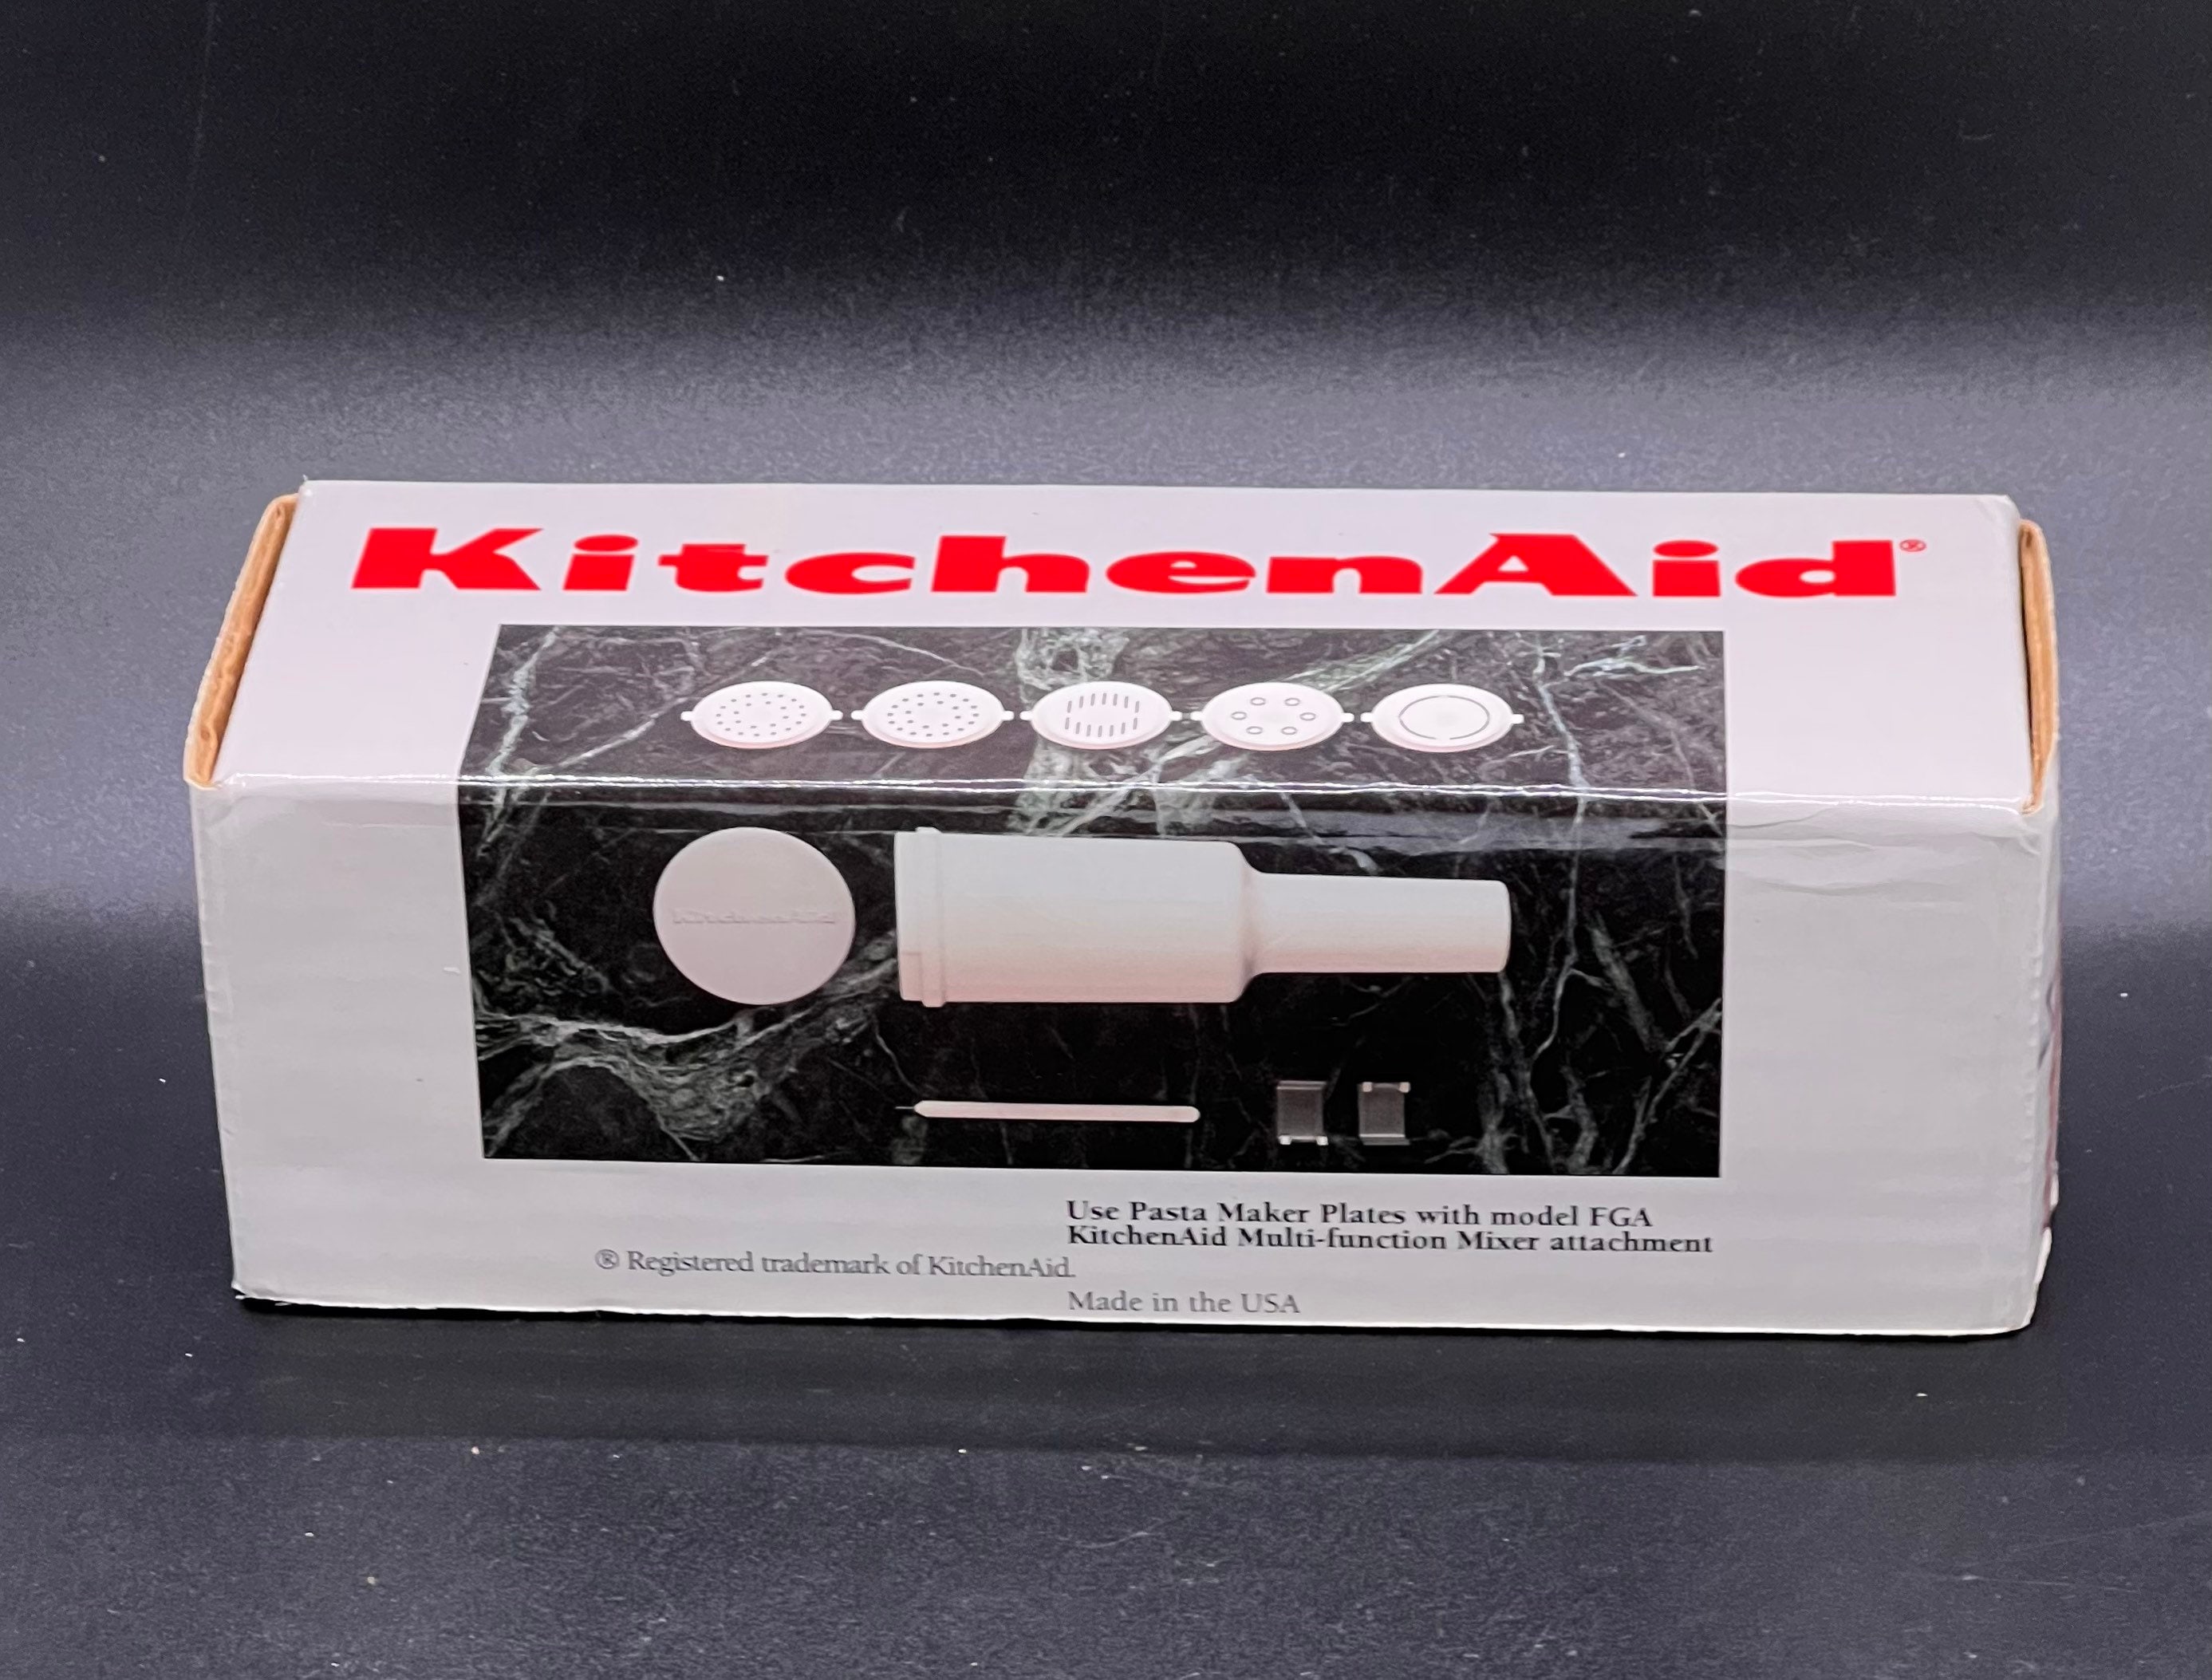 KitchenAid®
KitchenAid
Use Pasta Maker Plates with model FGA
KitchenAid Multi-function Mixer attachment
® Registered trademark of KitchenAid.
Made in the USA